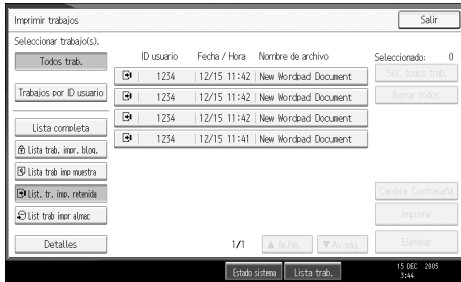 Imprimir trabajos
Salir
Seleccionar trabajo(s).
Todos trab.
ID usuario Fecha / Hora Nombre de archivo
Seleccionado: 0
1234 12/15 11:42 New Wordpad Document
Sel. todos trab.
Trabajos por ID usuario
1234 12/15 11:42 New Wordpad Document
Borrar todos
1234 12/15 11:42 New Wordpad Document
Lista completa
1234 12/15 11:41 New Wordpad Document
Lista trab. impr. bloq.
Lista trab imp muestra
List. tr. imp. retenida
Cambiar Contraseña
List trab impr almac
Imprimir
Detalles
1/1
▲ Re.Pág. ▼ Av.pág
Eliminar
Estado sistema Lista trab.
15 DEC 2005
3:44